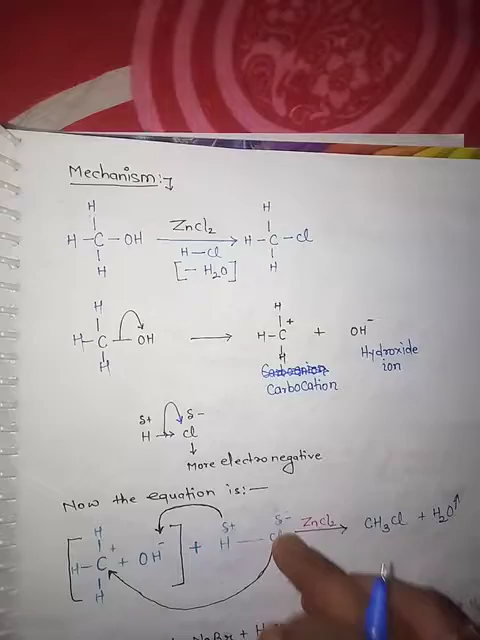 Mechanism:-
H
ZnCl2
H
H-C-OH
H-C-Cl
H-Cl
H
[-H2O]
H
H
H
H-C-OH
H-C+
+
OH-
H
H
Hydroxide
ion
Carbocation
δ+ δ-
H Cl
More electronegative
Now the equation is:-
H
δ+ δ-
ZnCl2
[H-C+ + OH-] + H-
CH3Cl + H2O↑
H